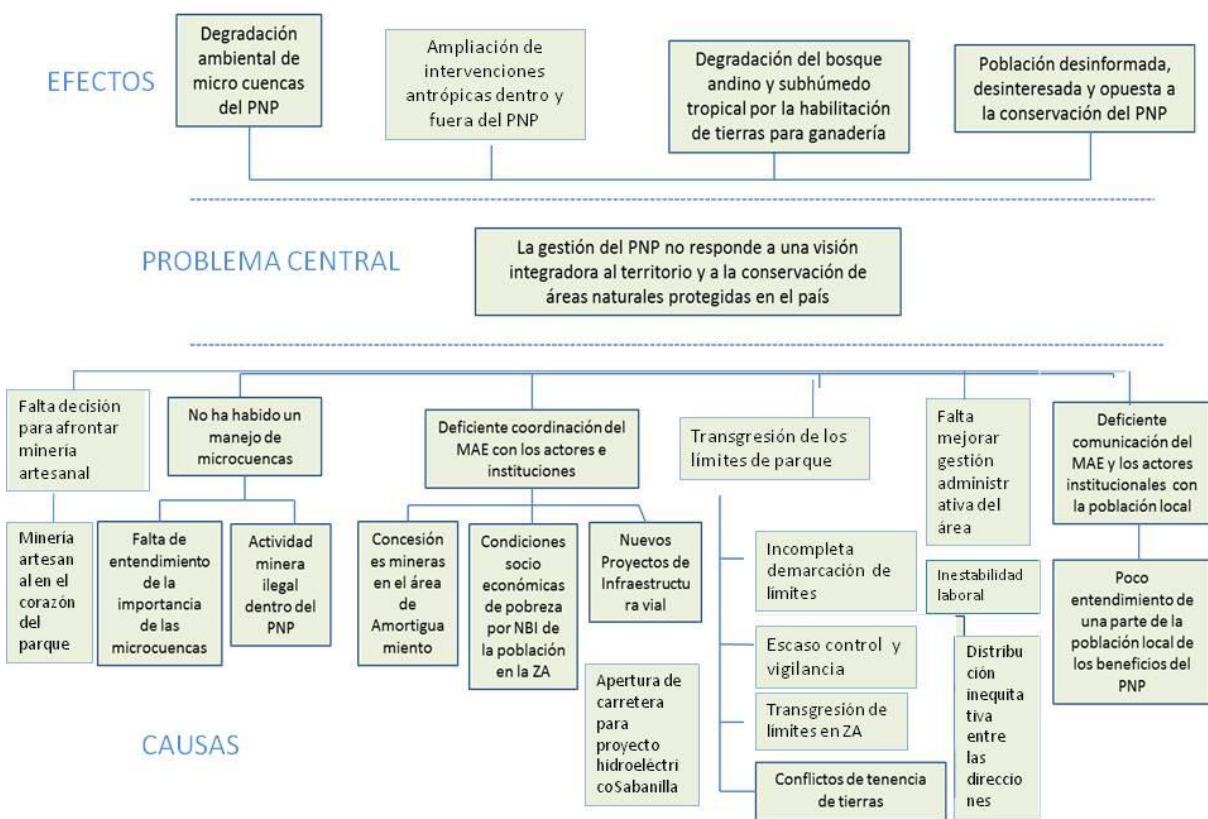 EFECTOS
Degradación
ambiental de
micro cuencas
del PNP
Ampliación de
intervenciones
antrópicas dentro y
fuera del PNP
Degradación del bosque
andino y subhúmedo
tropical por la habilitación
de tierras para ganadería
Población desinformada,
desinteresada y opuesta a
la conservación del PNP
PROBLEMA CENTRAL
La gestión del PNP no responde a una visión
integradora al territorio y a la conservación de
áreas naturales protegidas en el país
Falta decisión
para afrontar
minería
artesanal
No ha habido un
manejo de
microcuencas
Deficiente coordinación del
MAE con los actores e
instituciones
Transgresión de los
límites de parque
Falta
mejorar
gestión
administr
ativa del
área
Deficiente
comunicación del
MAE y los actores
institucionales con
la población local
Minería
artesan
al en el
corazón
del
parque
Falta de
entendimiento
de la
importancia de
las microcuencas
Actividad
minera
ilegal
dentro del
PNP
Concesión
es mineras
en el área
de
Amortigua
miento
Condiciones
socio
económicas
de pobreza
por NBI de
la población
en la ZA
Nuevos
Proyectos de
Infraestructu
ra vial
Apertura de
carretera
para
proyecto
hidroeléctri
coSabanilla
Incompleta
demarcación de
límites
Escaso control y
vigilancia
Transgresión de
límites en ZA
Conflictos de tenencia
de tierras
Inestabilidad
laboral
Distribu
ción
inequita
tiva
entre
las
direccio
nes
Poco
entendimiento de
una parte de la
población local de
los beneficios del
PNP
CAUSAS